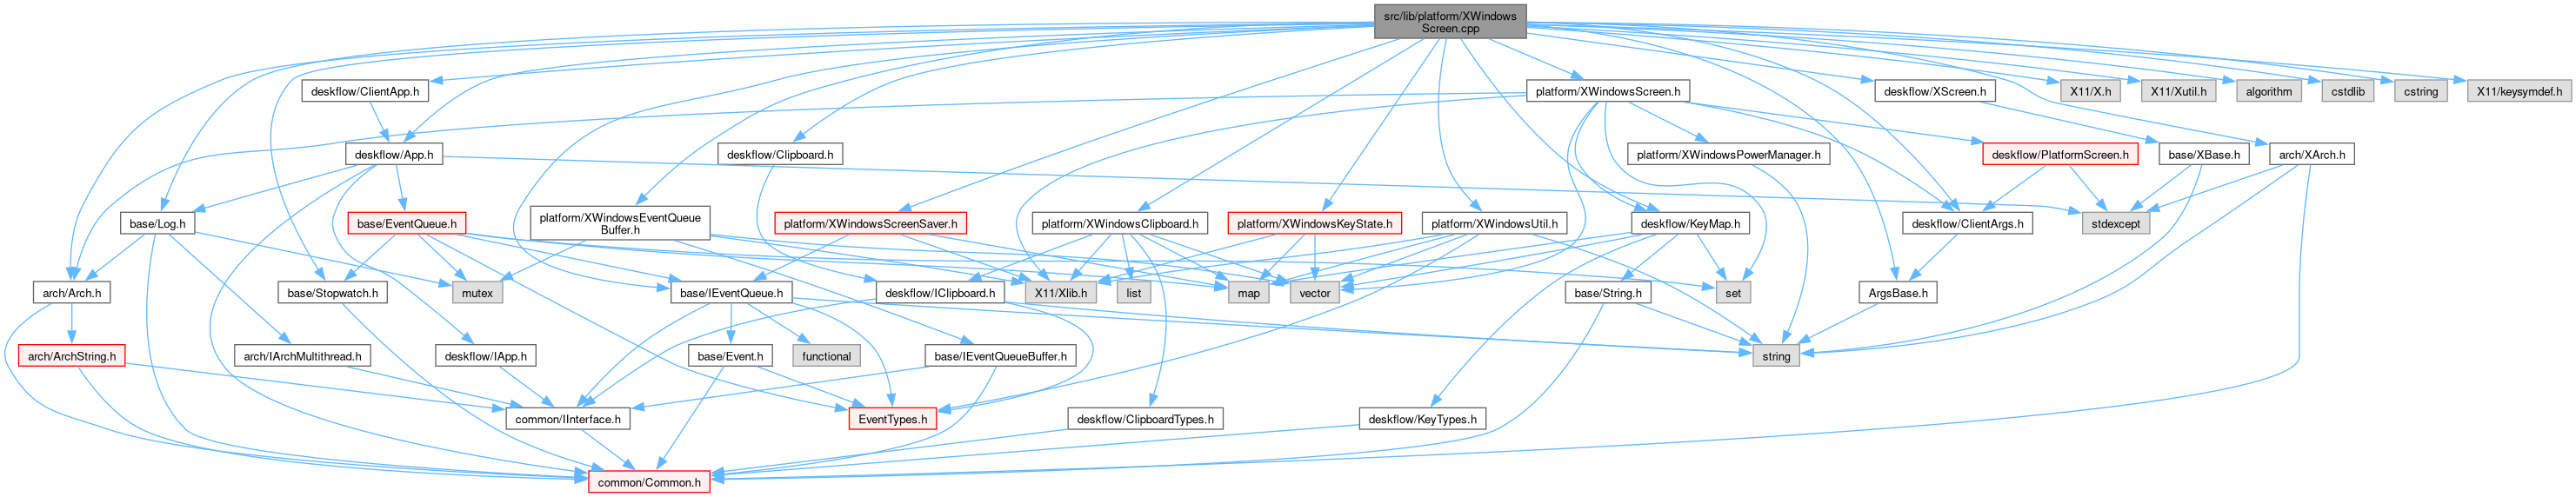 src/lib/platform/XWindows
Screen.cpp
deskflow/ClientApp.h
platform/XWindowsScreen.h
deskflow/XScreen.h
X11/X.h
X11/Xutil.h
algorithm
cstdlib
cstring
X11/keysymdef.h
deskflow/App.h
deskflow/Clipboard.h
platform/XWindowsPowerManager.h
deskflow/PlatformScreen.h
base/XBase.h
arch/XArch.h
base/Log.h
base/EventQueue.h
platform/XWindowsEventQueue
Buffer.h
platform/XWindowsScreenSaver.h
platform/XWindowsClipboard.h
platform/XWindowsKeyState.h
platform/XWindowsUtil.h
deskflow/KeyMap.h
deskflow/ClientArgs.h
stdexcept
arch/Arch.h
base/Stopwatch.h
mutex
base/IEventQueue.h
deskflow/IClipboard.h
X11/Xlib.h
list
map
vector
base/String.h
set
ArgsBase.h
arch/ArchString.h
arch/IArchMultithread.h
deskflow/IApp.h
base/Event.h
functional
base/IEventQueueBuffer.h
string
common/IInterface.h
EventTypes.h
deskflow/ClipboardTypes.h
deskflow/KeyTypes.h
common/Common.h